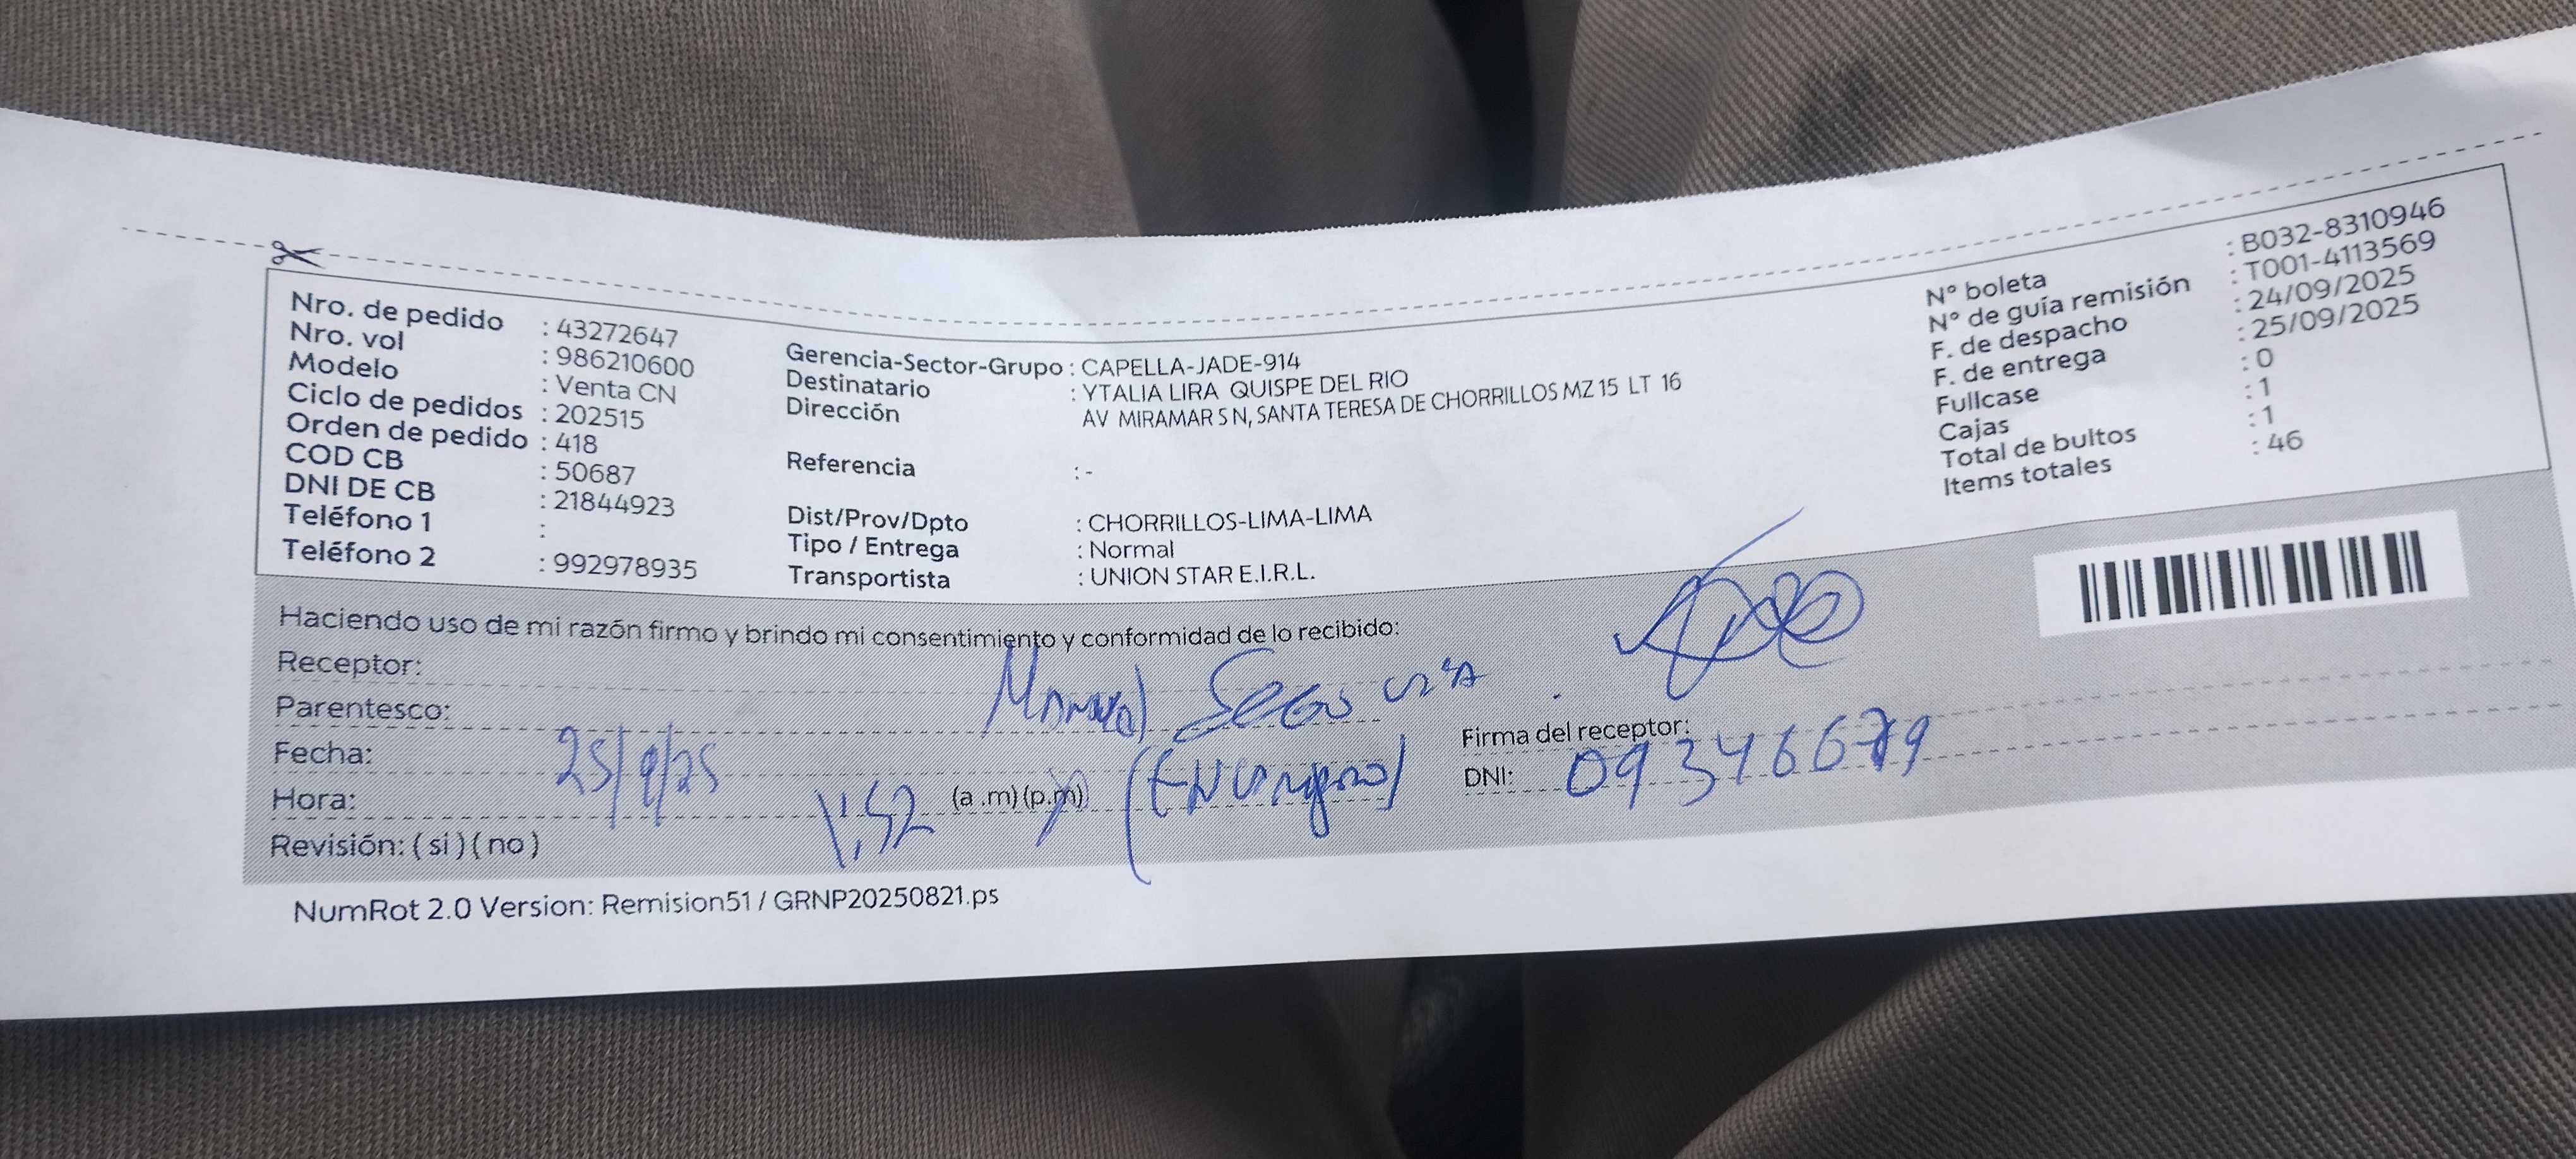 Nro. de pedido : 43272647
Nro. vol : 986210600
Modelo : Venta CN
Ciclo de pedidos : 202515
Orden de pedido : 418
COD CB : 50687
DNI DE CB : 21844923
Teléfono 1 :
Teléfono 2 : 992978935
Gerencia-Sector-Grupo : CAPELLA-JADE-914
Destinatario : YTALIA LIRA QUISPE DEL RIO
Dirección : AV MIRAMAR S N, SANTA TERESA DE CHORRILLOS MZ 15 LT 16
Referencia : -
Dist/Prov/Dpto : CHORRILLOS-LIMA-LIMA
Tipo / Entrega : Normal
Transportista : UNION STAR E.I.R.L.
N° boleta : B032-8310946
N° de guía remisión : T001-4113569
F. de despacho : 24/09/2025
F. de entrega : 25/09/2025
Fullcase : 0
Cajas : 1
Total de bultos : 1
Items totales : 46
Haciendo uso de mi razón firmo y brindo mi consentimiento y conformidad de lo recibido:
Receptor:
Parentesco: Manuel
Fecha: 25/9/25
Hora: 1:52 (a .m) (p.m)
Revisión: ( si ) ( no )
Firma del receptor:
DNI:
NumRot 2.0 Version: Remision51 / GRNP20250821.ps